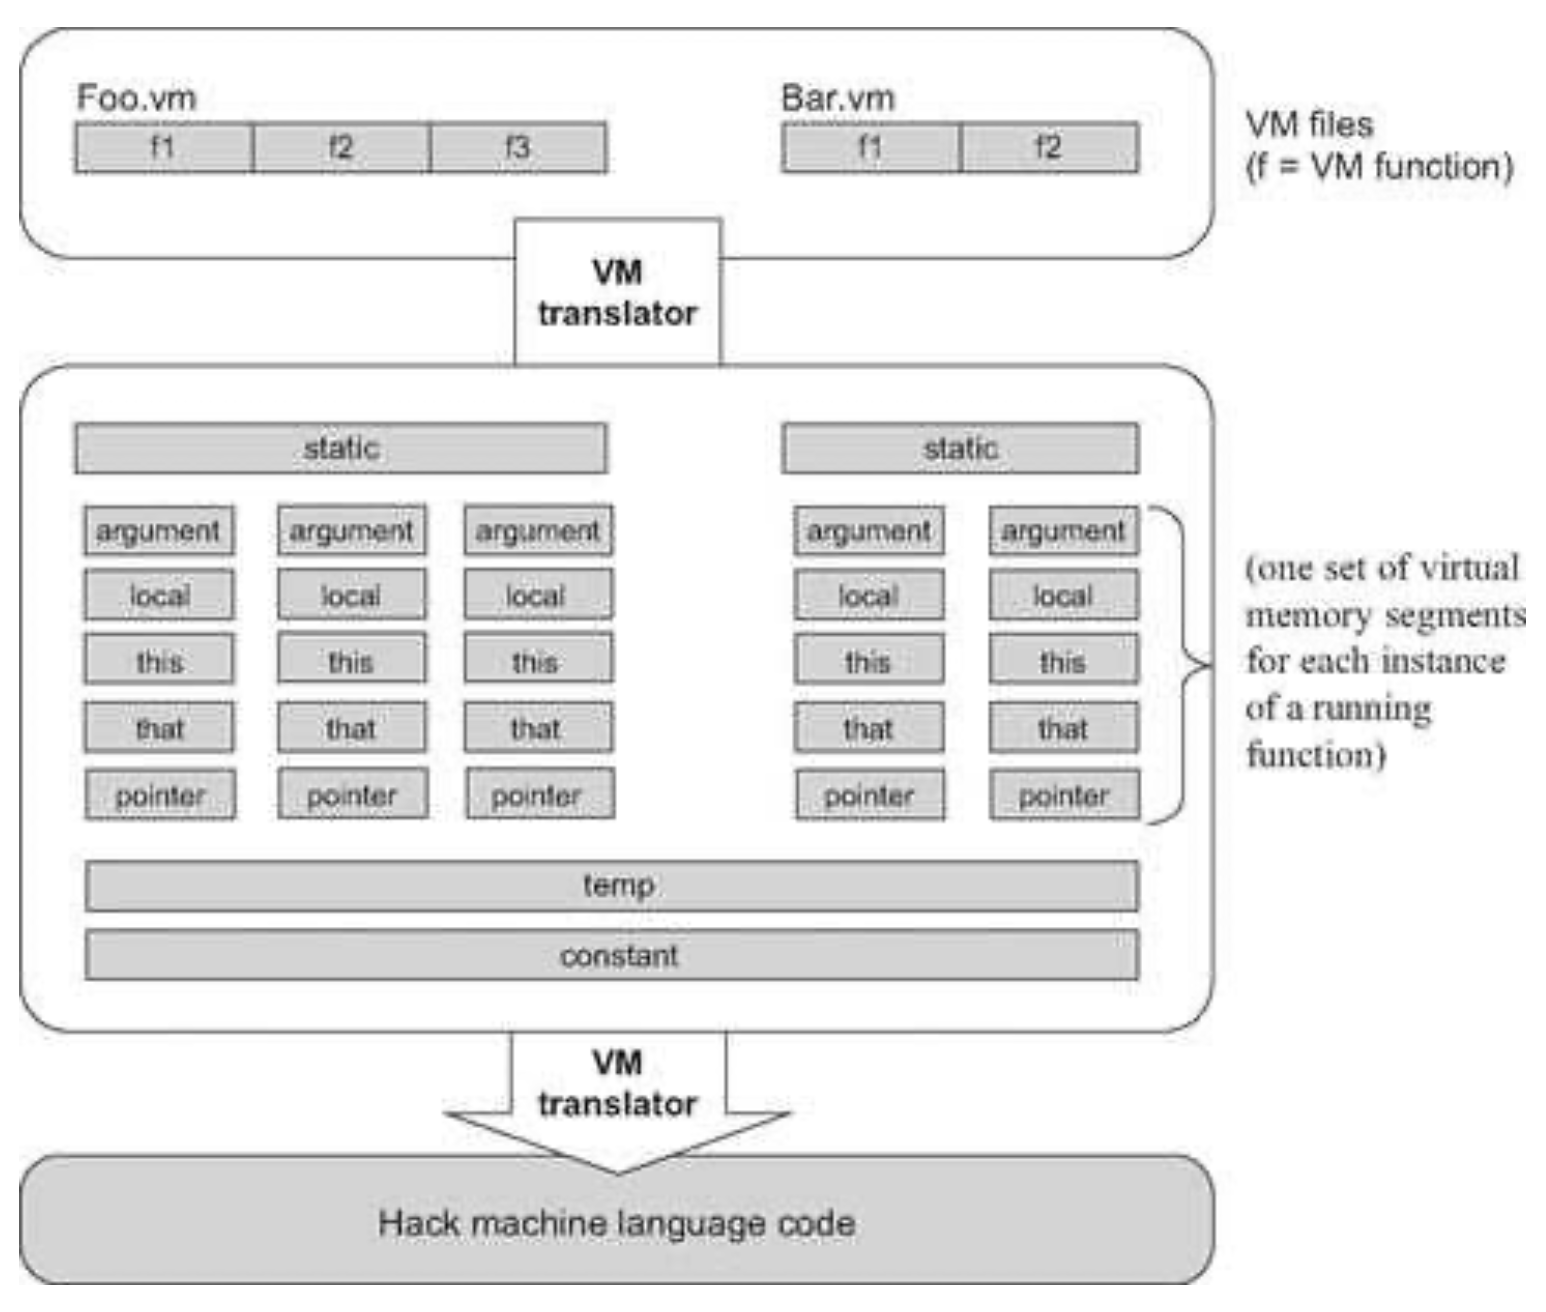 Foo.vm
Bar.vm
f1 f2 f3
f1 f2
VM files
(f = VM function)
VM
translator
static
static
argument argument argument argument argument
local local local local local
this this this this this
that that that that that
pointer pointer pointer pointer pointer
(one set of virtual
memory segments
for each instance
of a running
function)
temp
constant
VM
translator
Hack machine language code